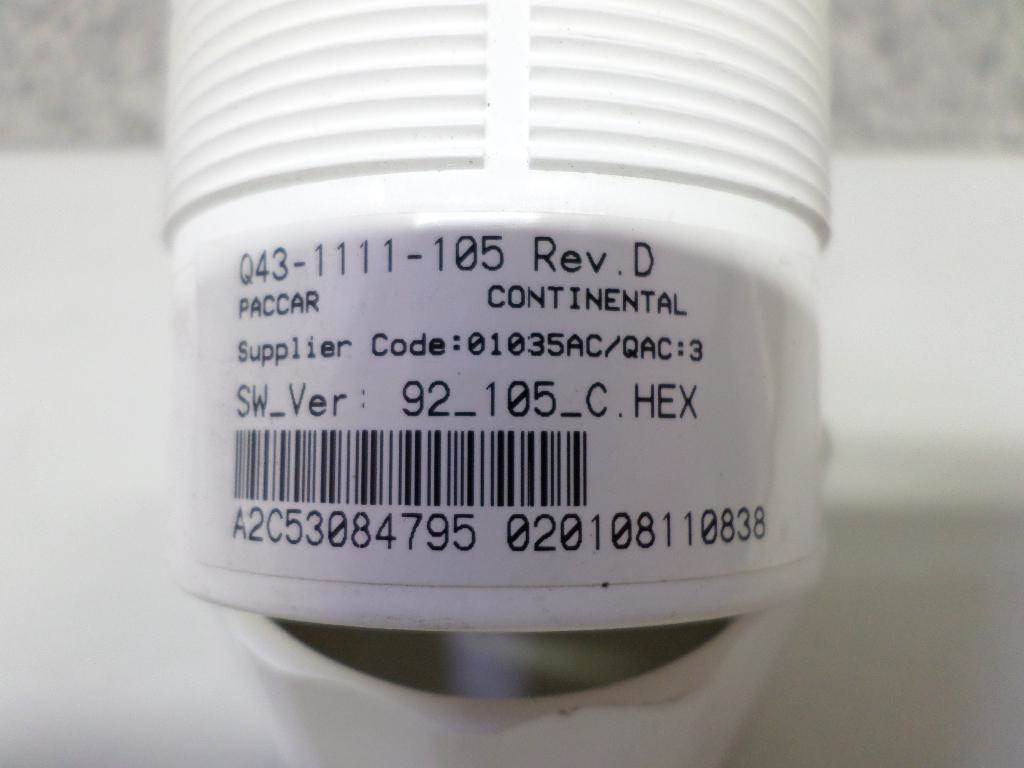 Q43-1111-105 Rev.D
PACCAR CONTINENTAL
Supplier Code:01035AC/QAC:3
SW_Ver: 92_105_C.HEX
A2C53084795 020108110838